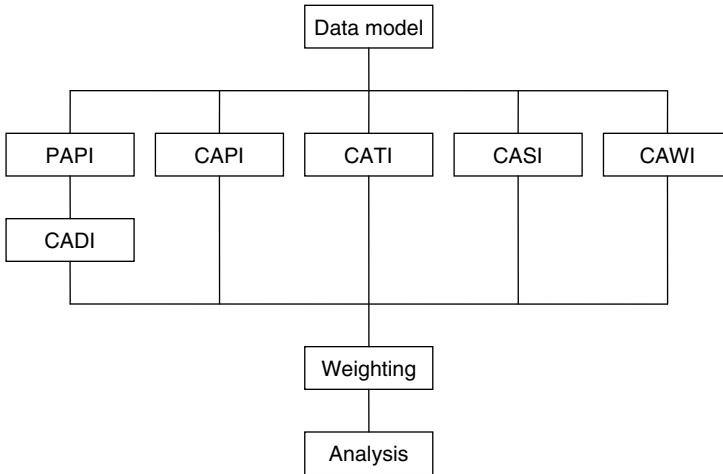 Data model
PAPI
CAPI
CATI
CASI
CAWI
CADI
Weighting
Analysis